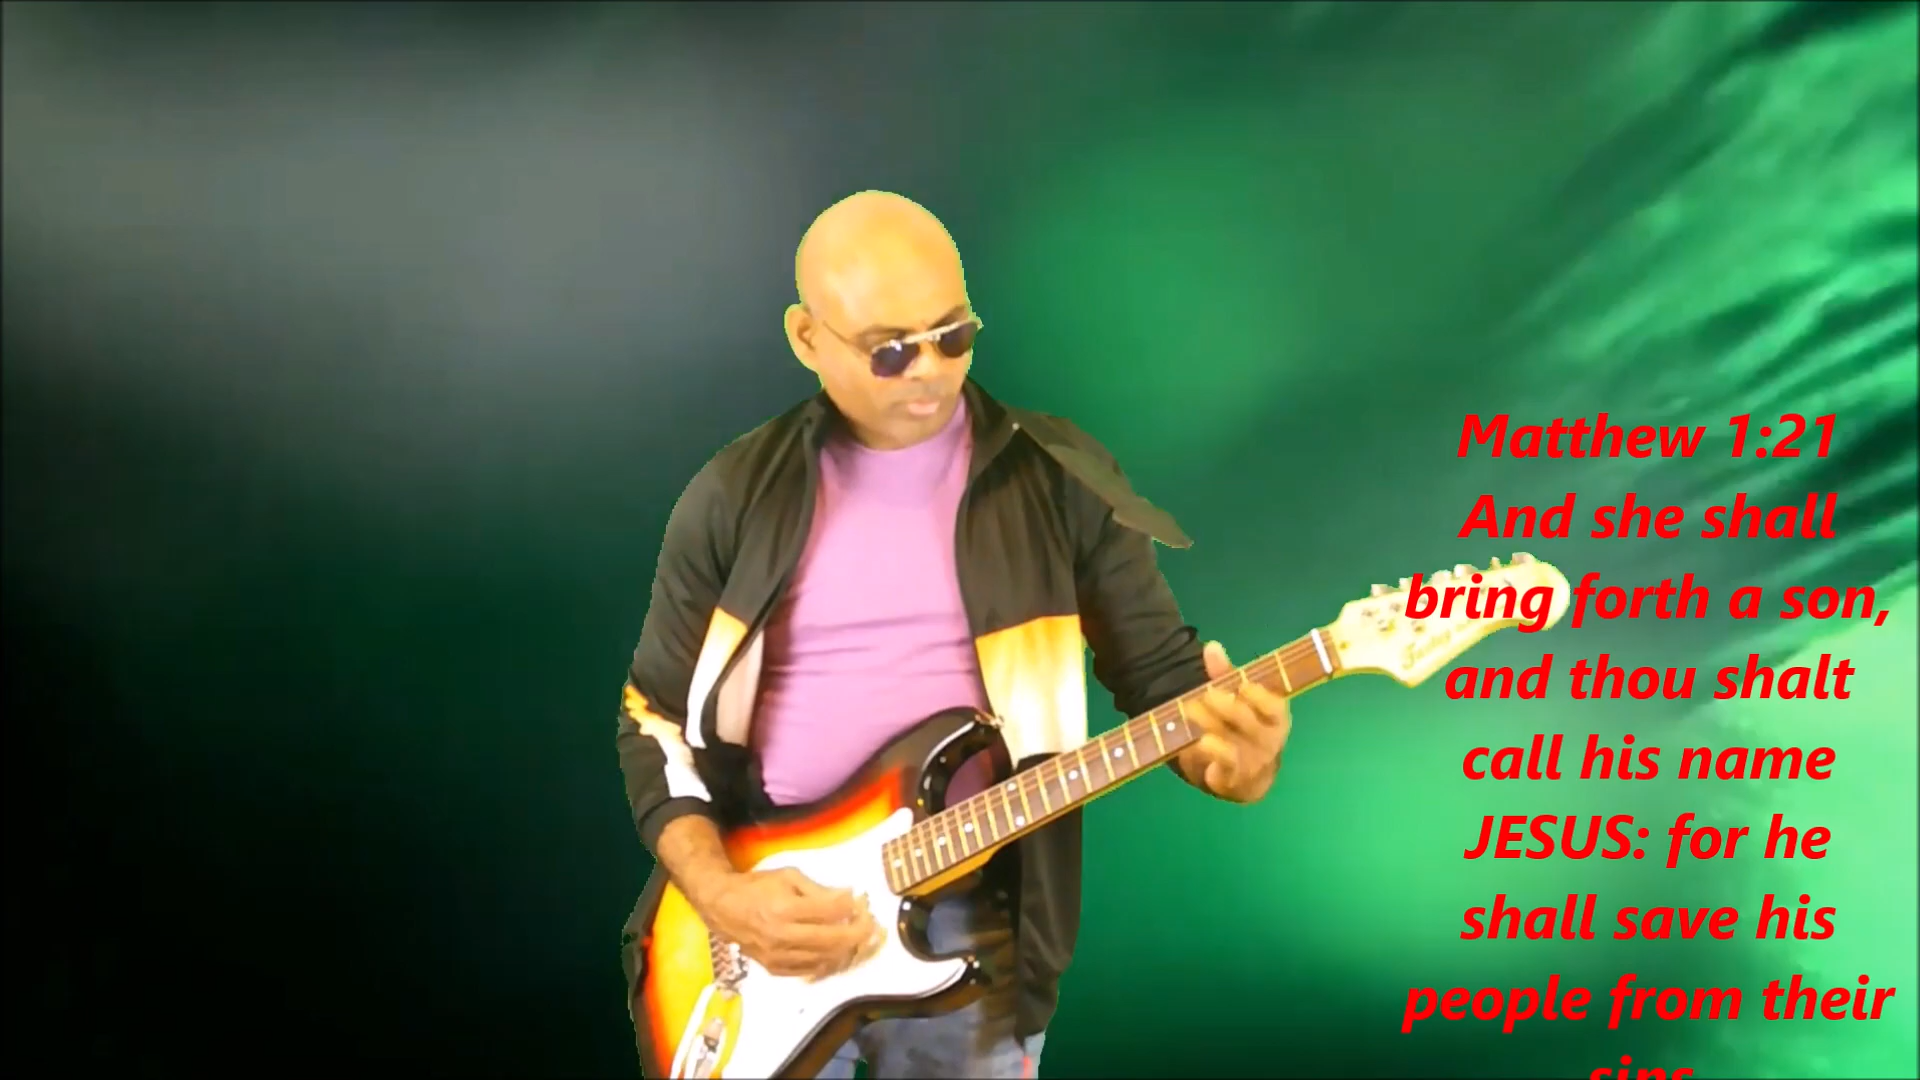 Matthew 1:21
And she shall
bring forth a son,
and thou shalt
call his name
JESUS: for he
shall save his
people from their
sins